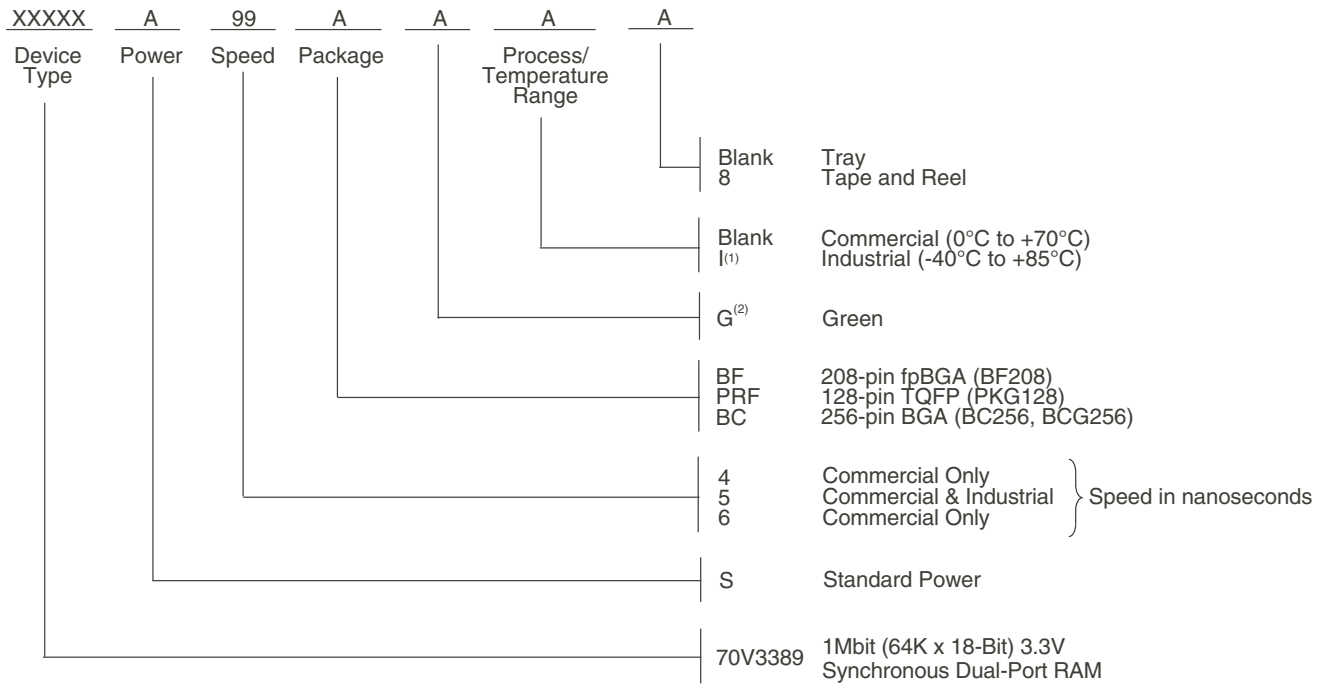 XXXXX A 99 A A A A
Device Type Power Speed Package Process/ Temperature Range
Blank Tray
8 Tape and Reel
Blank Commercial (0°C to +70°C)
I(1) Industrial (-40°C to +85°C)
G(2) Green
BF 208-pin fpBGA (BF208)
PRF 128-pin TQFP (PKG128)
BC 256-pin BGA (BC256, BCG256)
4 Commercial Only
5 Commercial & Industrial Speed in nanoseconds
6 Commercial Only
S Standard Power
70V3389 1Mbit (64K x 18-Bit) 3.3V
Synchronous Dual-Port RAM